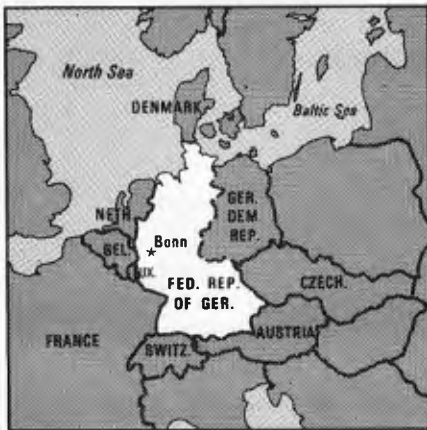 North Sea
DENMARK
Baltic Sea
NETH.
GER.
DEM
REP.
BEL.
Bonn
LUX.
FED. REP.
OF GER.
CZECH.
FRANCE
SWITZ.
AUSTRIA